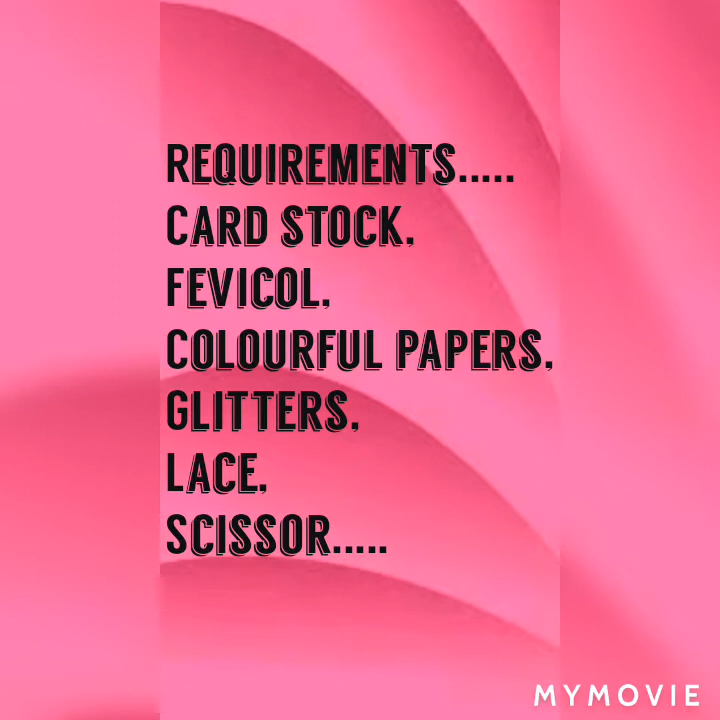 REQUIREMENTS.....
CARD STOCK,
FEVICOL,
COLOURFUL PAPERS,
GLITTERS,
LACE,
SCISSOR.....
MYMOVIE